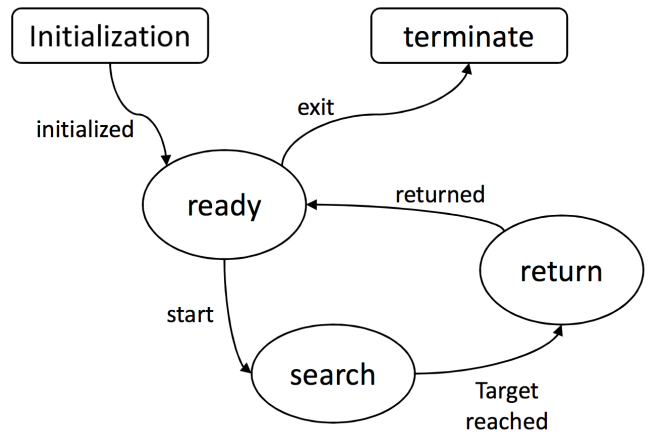 Initialization
terminate
exit
initialized
returned
ready
return
start
search
Target
reached